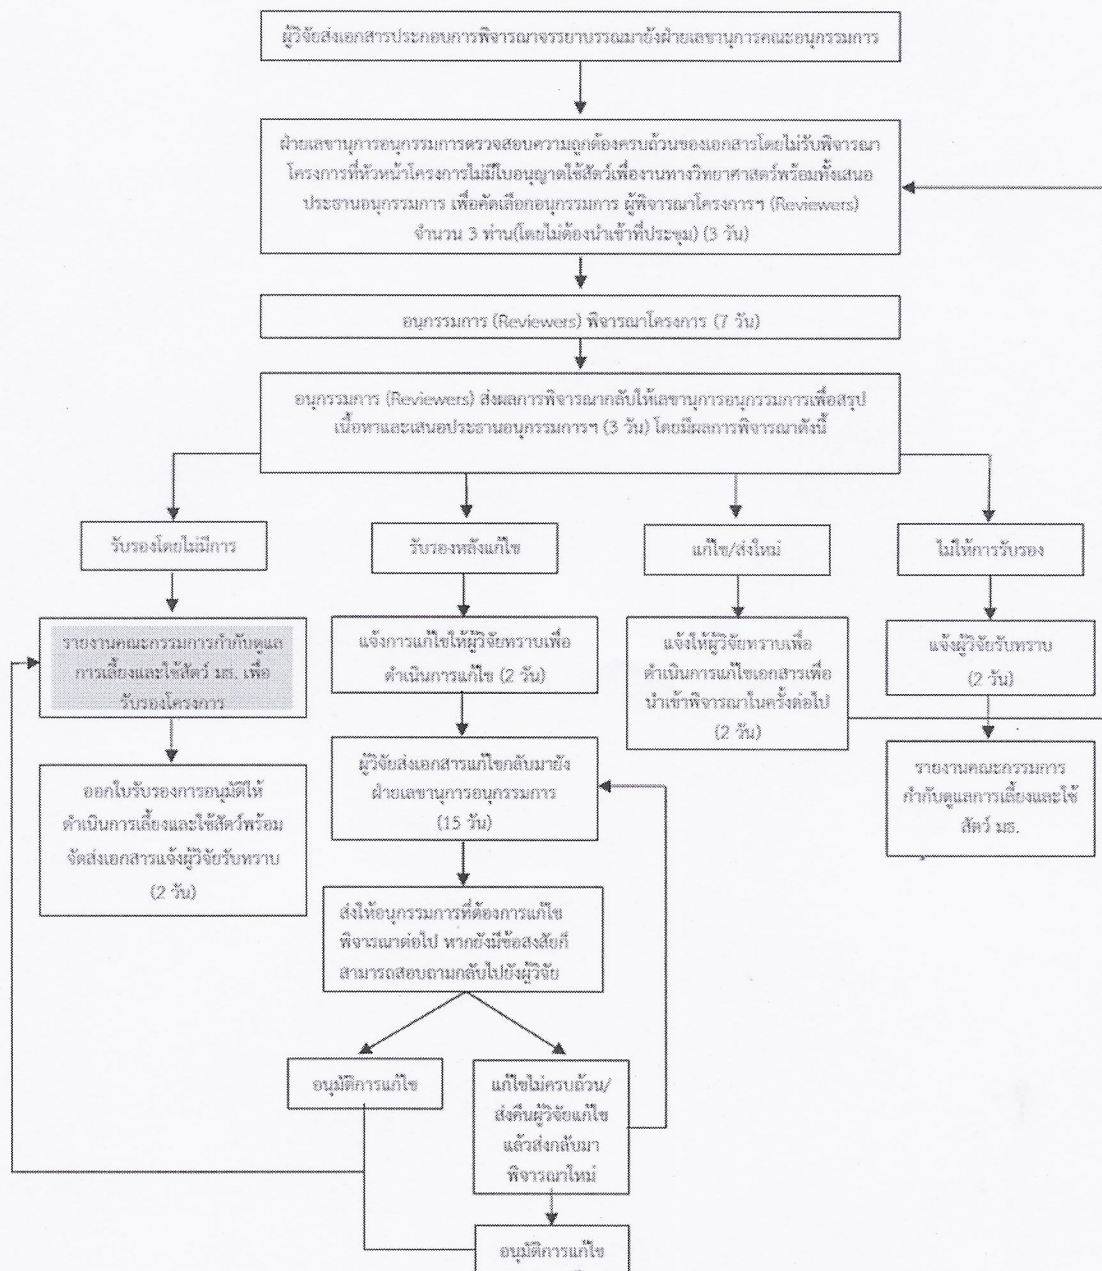 ผู้วิจัยส่งเอกสารประกอบการพิจารณาจรรยาบรรณมายังฝ่ายเลขานุการคณะอนุกรรมการ
ฝ่ายเลขานุการอนุกรรมการตรวจสอบความถูกต้องครบถ้วนของเอกสารโดยไม่รับพิจารณา
โครงการที่หัวหน้าโครงการไม่มีใบอนุญาตใช้สัตว์เพื่องานทางวิทยาศาสตร์พร้อมทั้งเสนอ
ประธานอนุกรรมการ เพื่อคัดเลือกอนุกรรมการ ผู้พิจารณาโครงการฯ (Reviewers)
จำนวน 3 ท่าน(โดยไม่ต้องนำเข้าที่ประชุม) (3 วัน)
อนุกรรมการ (Reviewers) พิจารณาโครงการ (7 วัน)
อนุกรรมการ (Reviewers) ส่งผลการพิจารณากลับให้เลขานุการอนุกรรมการเพื่อสรุป
เนื้อหาและเสนอประธานอนุกรรมการฯ (3 วัน) โดยมีผลการพิจารณาดังนี้
รับรองโดยไม่มีการ
รับรองหลังแก้ไข
แก้ไข/ส่งใหม่
ไม่ให้การรับรอง
รายงานคณะกรรมการกำกับดูแล
การเลี้ยงและใช้สัตว์ มธ. เพื่อ
รับรองโครงการ
แจ้งการแก้ไขให้ผู้วิจัยทราบเพื่อ
ดำเนินการแก้ไข (2 วัน)
แจ้งให้ผู้วิจัยทราบเพื่อ
ดำเนินการแก้ไขเอกสารเพื่อ
นำเข้าพิจารณาในครั้งต่อไป
(2 วัน)
แจ้งผู้วิจัยรับทราบ
(2 วัน)
ออกใบรับรองการอนุมัติให้
ดำเนินการเลี้ยงและใช้สัตว์พร้อม
จัดส่งเอกสารแจ้งผู้วิจัยรับทราบ
(2 วัน)
ผู้วิจัยส่งเอกสารแก้ไขกลับมายัง
ฝ่ายเลขานุการอนุกรรมการ
(15 วัน)
รายงานคณะกรรมการ
กำกับดูแลการเลี้ยงและใช้
สัตว์ มธ.
ส่งให้อนุกรรมการที่ต้องการแก้ไข
พิจารณาต่อไป หากยังมีข้อสงสัยก็
สามารถสอบถามกลับไปยังผู้วิจัย
อนุมัติการแก้ไข
แก้ไขไม่ครบถ้วน/
ส่งคืนผู้วิจัยแก้ไข
แล้วส่งกลับมา
พิจารณาใหม่
อนุมัติการแก้ไข